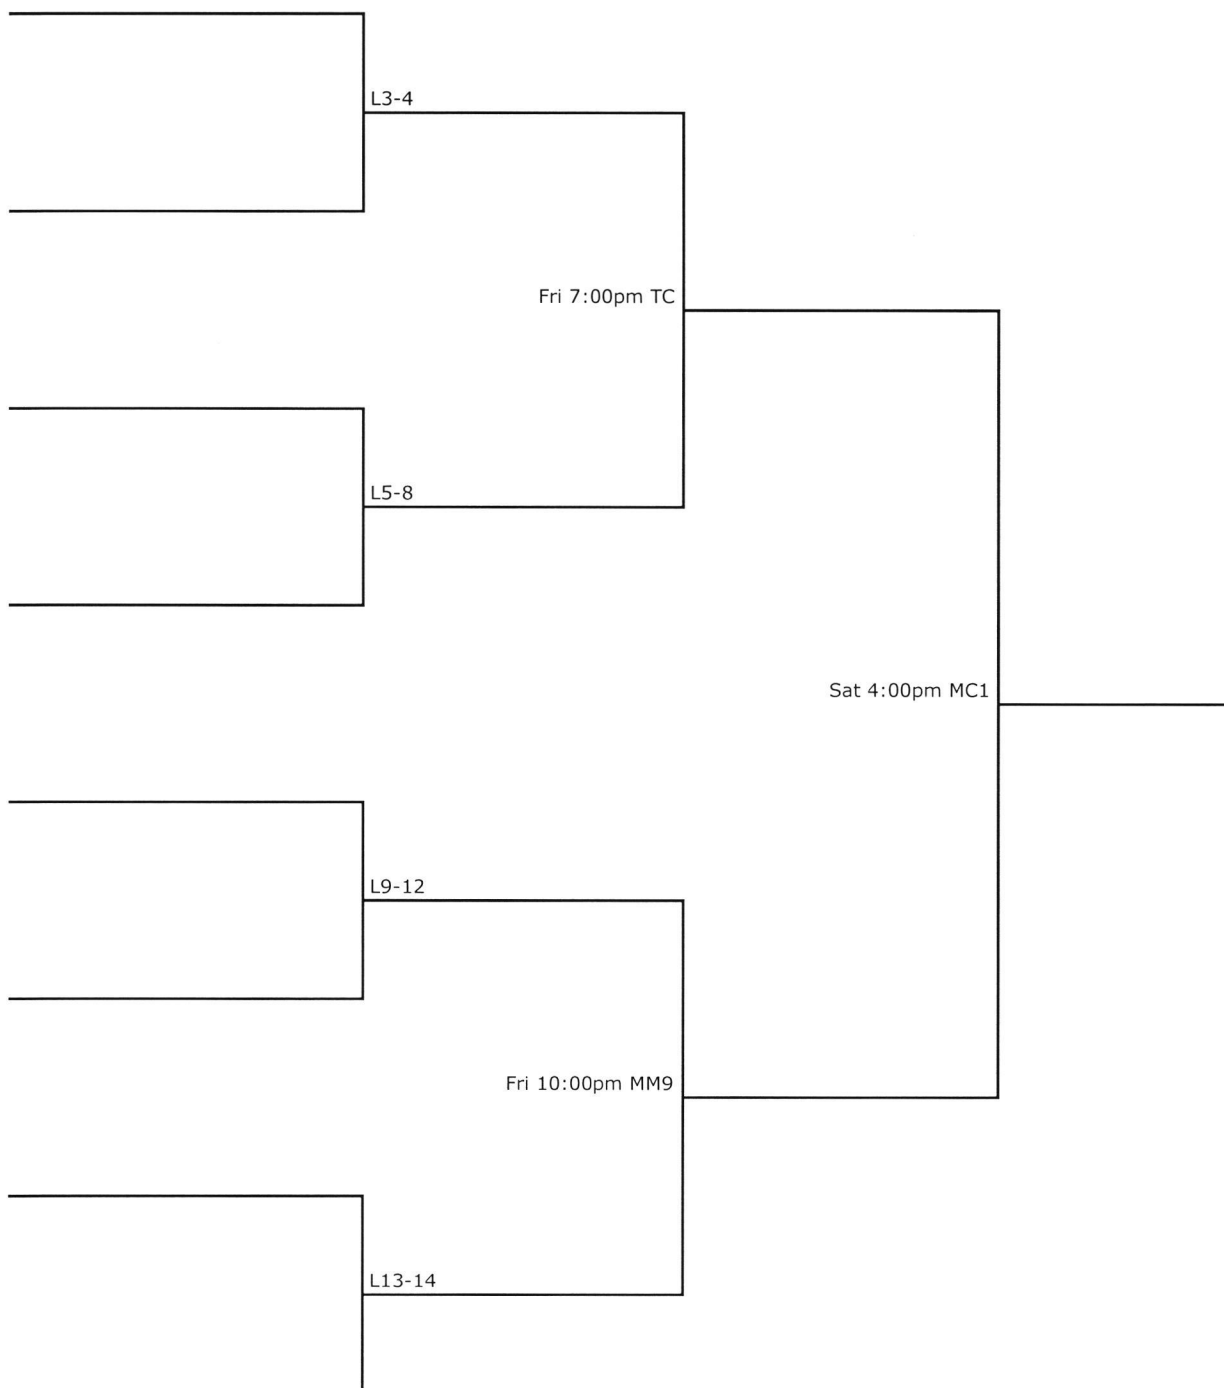 L3-4
Fri 7:00pm TC
L5-8
Sat 4:00pm MC1
L9-12
Fri 10:00pm MM9
L13-14